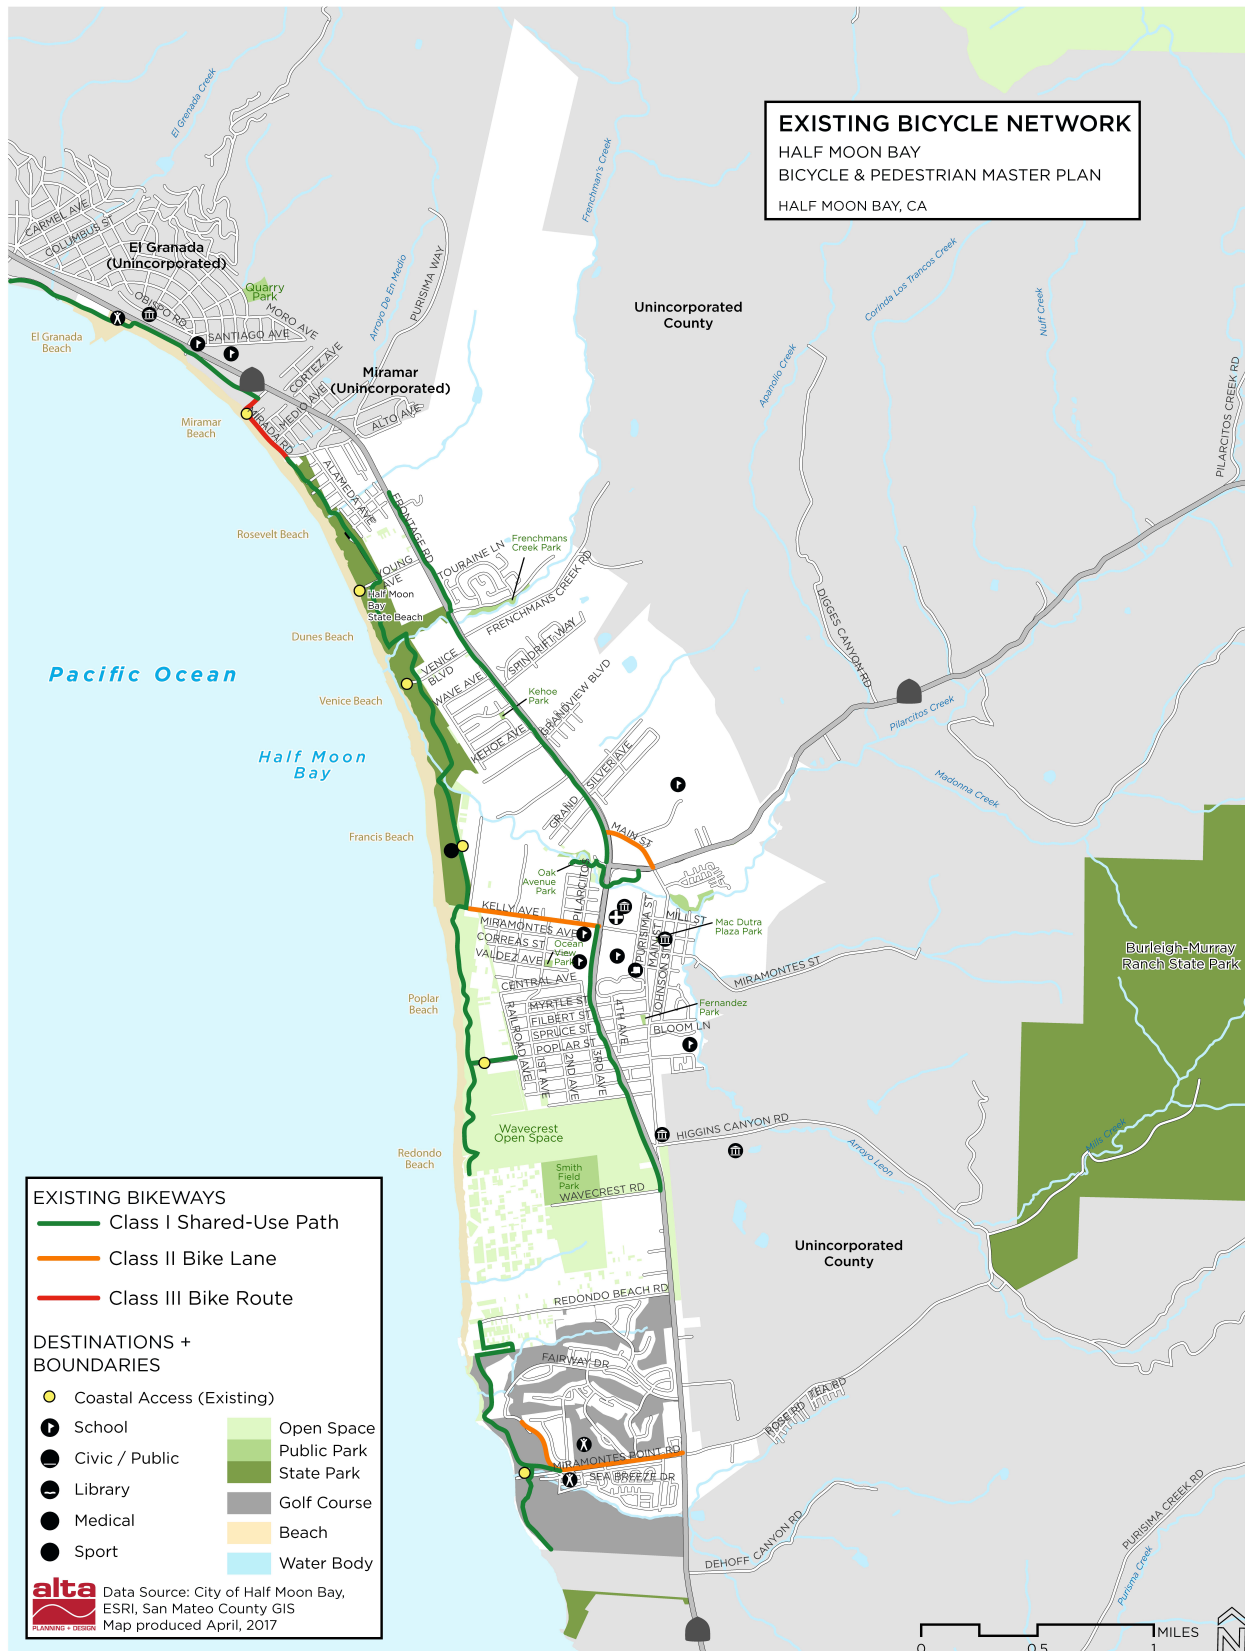 EXISTING BICYCLE NETWORK
HALF MOON BAY
BICYCLE & PEDESTRIAN MASTER PLAN
HALF MOON BAY, CA
El Granada Creek
Frenchman's Creek
CARMEL AVE
COLUMBUS ST
El Granada
(Unincorporated)
Quarry
Park
OBISPO RD
MORO AVE
SANTIAGO AVE
El Granada
Beach
Arroyo De En Medio
PURISIMA WAY
CORTEZ AVE
Miramar
(Unincorporated)
MEDIO AVE
ALTO AVE
MIRADA RD
Miramar
Beach
ALAMEDA AVE
Unincorporated
County
Corinda Los Trancos Creek
Nuff Creek
Apanolio Creek
PILARCITOS CREEK RD
Rosevelt Beach
FRONTAGE RD
TOURAINE LN
Frenchmans
Creek Park
YOUNG
AVE
Half Moon
Bay
State Beach
FRENCHMANS CREEK RD
DIGGES CANYON RD
Dunes Beach
VENICE
BLVD
SPINDRIFT WAY
Pacific Ocean
WAVE AVE
GRANDVIEW BLVD
Kehoe
Park
Venice Beach
KEHOE AVE
Pilarcitos Creek
Half Moon
Bay
SILVER AVE
GRAND
Madonna Creek
MAIN ST
Francis Beach
Oak
Avenue
Park
PILARCITOS
KELLY AVE
MIRAMONTES AVE
CORREAS ST
VALDEZ AVE
Ocean
View
Park
PURISIMA ST
MAIN ST
JOHNSON ST
MILL ST
Mac Dutra
Plaza Park
CENTRAL AVE
MIRAMONTES ST
Burleigh-Murray
Ranch State Park
Poplar
Beach
RAILROAD AVE
MYRTLE ST
FILBERT ST
SPRUCE ST
POPLAR ST
4TH AVE
Fernandez
Park
BLOOM LN
1ST AVE
2ND AVE
3RD AVE
Wavecrest
Open Space
HIGGINS CANYON RD
Arroyo Leon
Mills Creek
Redondo
Beach
Smith
Field
Park
WAVECREST RD
Unincorporated
County
REDONDO BEACH RD
FAIRWAY DR
ROSE RD
TEA RD
MIRAMONTES POINT RD
SEA BREEZE DR
DEHOFF CANYON RD
PURISIMA CREEK RD
Purisma Creek
EXISTING BIKEWAYS
Class I Shared-Use Path
Class II Bike Lane
Class III Bike Route
DESTINATIONS +
BOUNDARIES
Coastal Access (Existing)
School
Civic / Public
Library
Medical
Sport
Open Space
Public Park
State Park
Golf Course
Beach
Water Body
alta
PLANNING + DESIGN
Data Source: City of Half Moon Bay,
ESRI, San Mateo County GIS
Map produced April, 2017
MILES
0 0.5 1
N